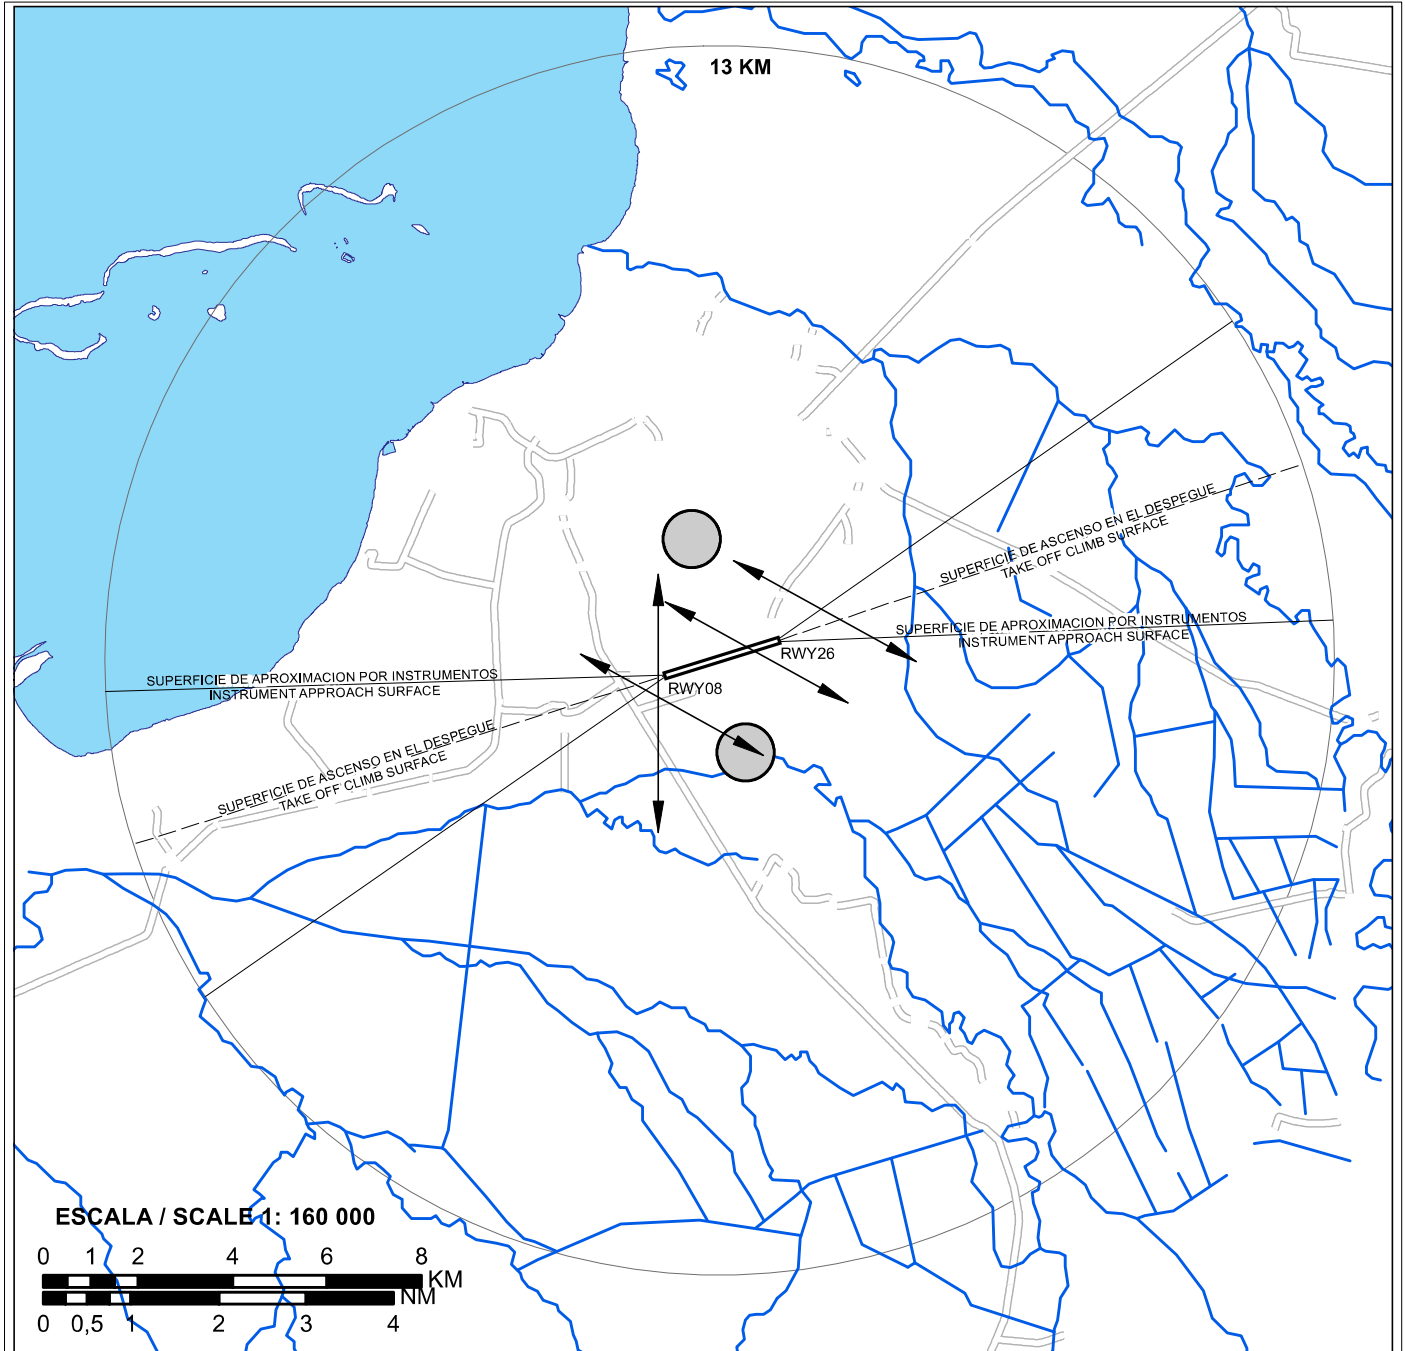 13 KM
SUPERFICIE DE ASCENSO EN EL DESPEGUE
TAKE OFF CLIMB SURFACE
SUPERFICIE DE APROXIMACION POR INSTRUMENTOS
INSTRUMENT APPROACH SURFACE
RWY26
SUPERFICIE DE APROXIMACION POR INSTRUMENTOS
INSTRUMENT APPROACH SURFACE
RWY08
SUPERFICIE DE ASCENSO EN EL DESPEGUE
TAKE OFF CLIMB SURFACE
ESCALA / SCALE 1: 160 000
0 1 2 4 6 8
KM
NM
0 0,5 1 2 3 4